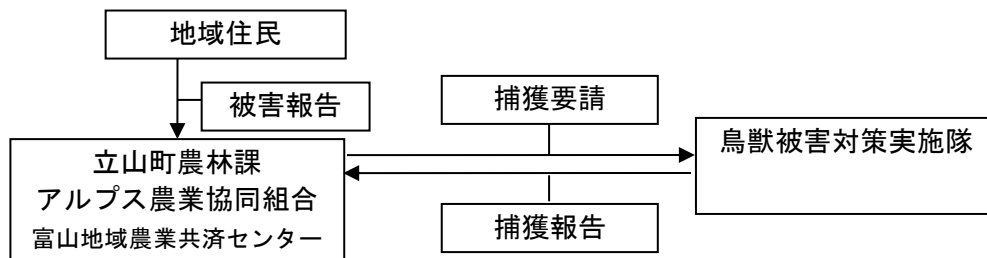 地域住民
被害報告
捕獲要請
立山町農林課
アルプス農業協同組合
富山地域農業共済センター
鳥獣被害対策実施隊
捕獲報告